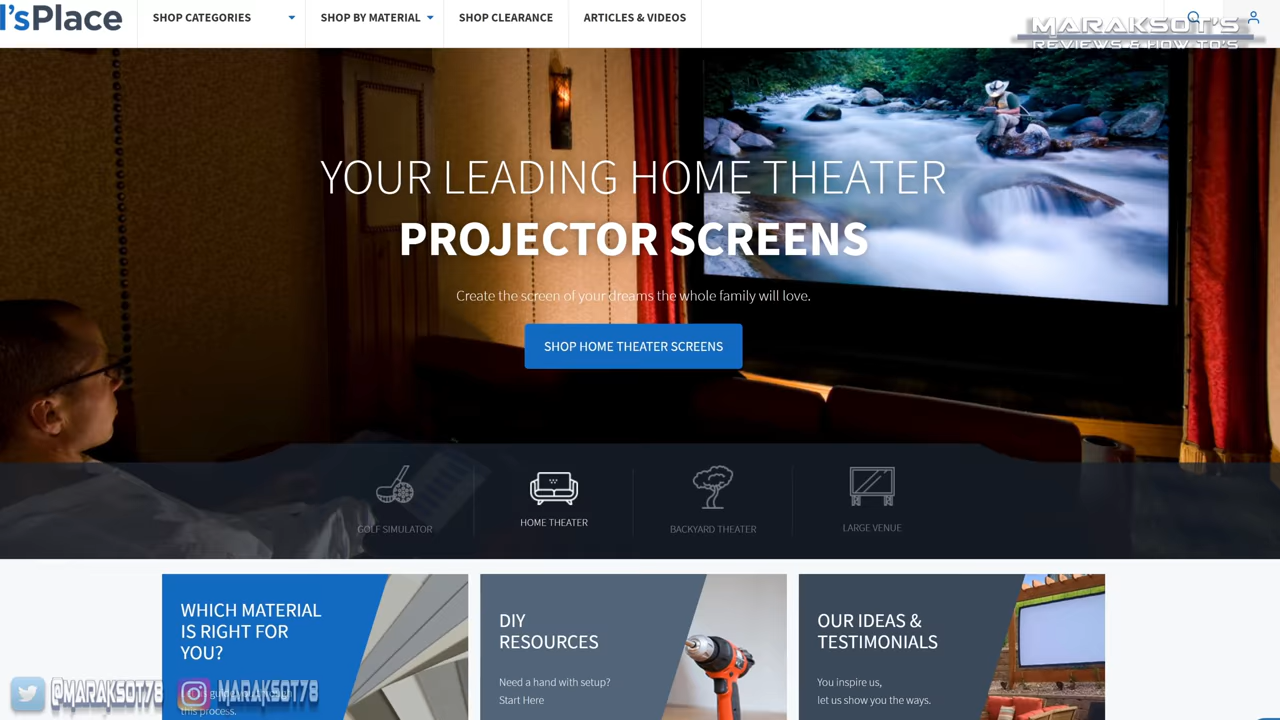 l'sPlace
SHOP CATEGORIES
SHOP BY MATERIAL
SHOP CLEARANCE
ARTICLES & VIDEOS
MARAKSOT'S
REVIEWS & HOW-TO'S
YOUR LEADING HOME THEATER
PROJECTOR SCREENS
Create the screen of your dreams the whole family will love.
SHOP HOME THEATER SCREENS
GOLF SIMULATOR
HOME THEATER
BACKYARD THEATER
LARGE VENUE
WHICH MATERIAL
IS RIGHT FOR
YOU?
this process.
DIY
RESOURCES
Need a hand with setup?
Start Here
OUR IDEAS &
TESTIMONIALS
You inspire us,
let us show you the ways.
@MARAKSOT78
MARAKSOT78